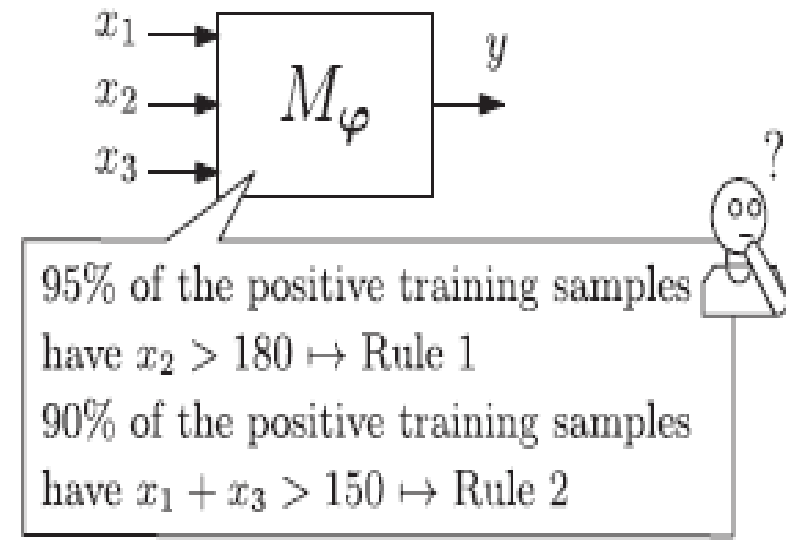 x₁
x₂
x₃
M_φ
y
?
95% of the positive training samples
have x₂ > 180 ↦ Rule 1
90% of the positive training samples
have x₁ + x₃ > 150 ↦ Rule 2